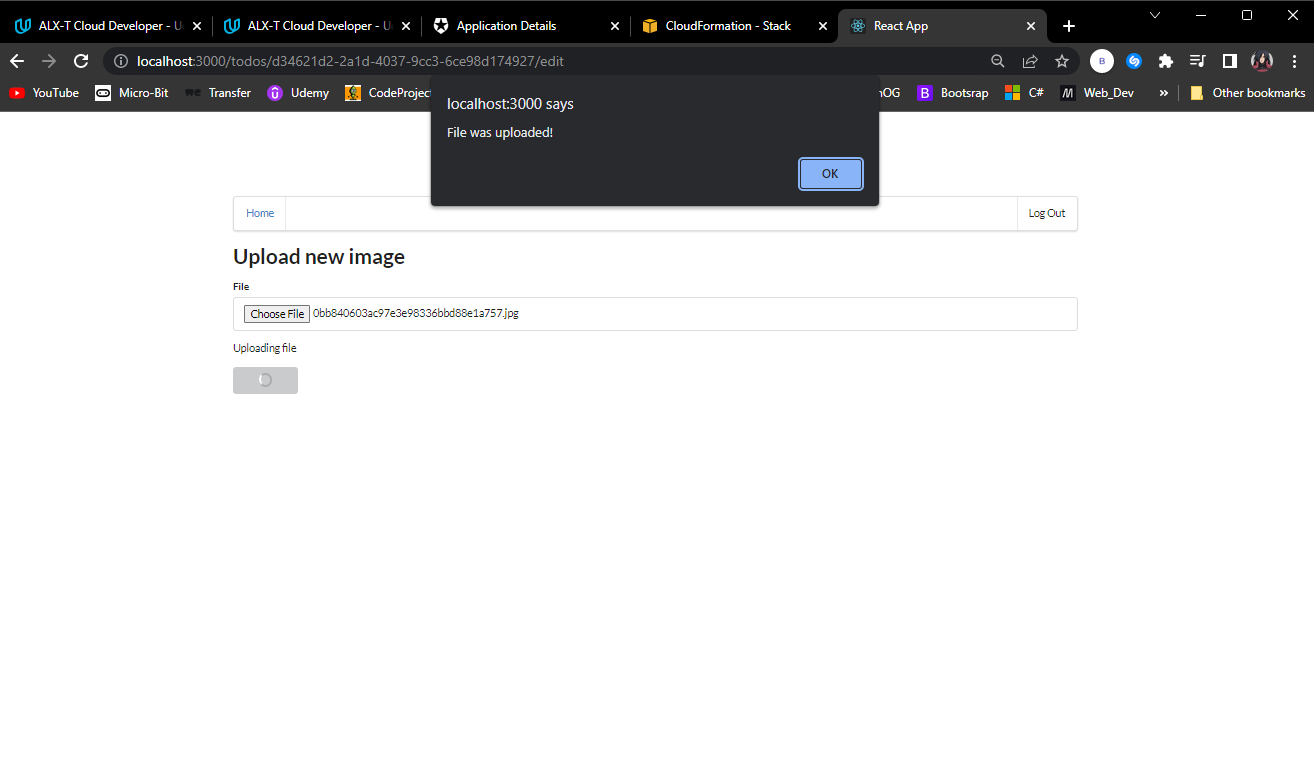 ALX-T Cloud Developer - U
ALX-T Cloud Developer - U
Application Details
CloudFormation - Stack
React App
localhost:3000/todos/d34621d2-2a1d-4037-9cc3-6ce98d174927/edit
B
YouTube
Micro-Bit
Transfer
Udemy
CodeProjec
OG
B
Bootsrap
C#
Web_Dev
»
Other bookmarks
localhost:3000 says
File was uploaded!
OK
Home
Log Out
Upload new image
File
Choose File 0bb840603ac97e3e98336bbd88e1a757.jpg
Uploading file